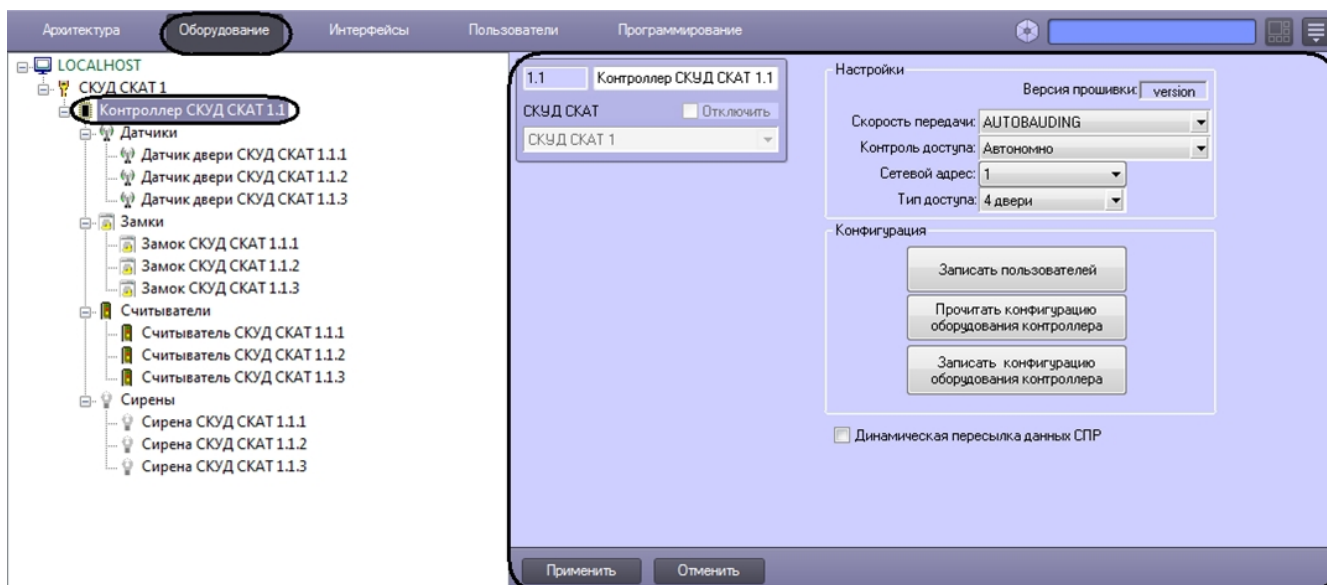 Архитектура Оборудование Интерфейсы Пользователи Программирование
LOCALHOST
СКУД СКАТ 1
Контроллер СКУД СКАТ 1.1
Датчики
Датчик двери СКУД СКАТ 1.1.1
Датчик двери СКУД СКАТ 1.1.2
Датчик двери СКУД СКАТ 1.1.3
Замки
Замок СКУД СКАТ 1.1.1
Замок СКУД СКАТ 1.1.2
Замок СКУД СКАТ 1.1.3
Считыватели
Считыватель СКУД СКАТ 1.1.1
Считыватель СКУД СКАТ 1.1.2
Считыватель СКУД СКАТ 1.1.3
Сирены
Сирена СКУД СКАТ 1.1.1
Сирена СКУД СКАТ 1.1.2
Сирена СКУД СКАТ 1.1.3
1.1 Контроллер СКУД СКАТ 1.1
СКУД СКАТ Отключить
СКУД СКАТ 1
Настройки
Версия прошивки: version
Скорость передачи: AUTOBAUDING
Контроль доступа: Автономно
Сетевой адрес: 1
Тип доступа: 4 двери
Конфигурация
Записать пользователей
Прочитать конфигурацию
оборудования контроллера
Записать конфигурацию
оборудования контроллера
Динамическая пересылка данных СПР
Применить Отменить